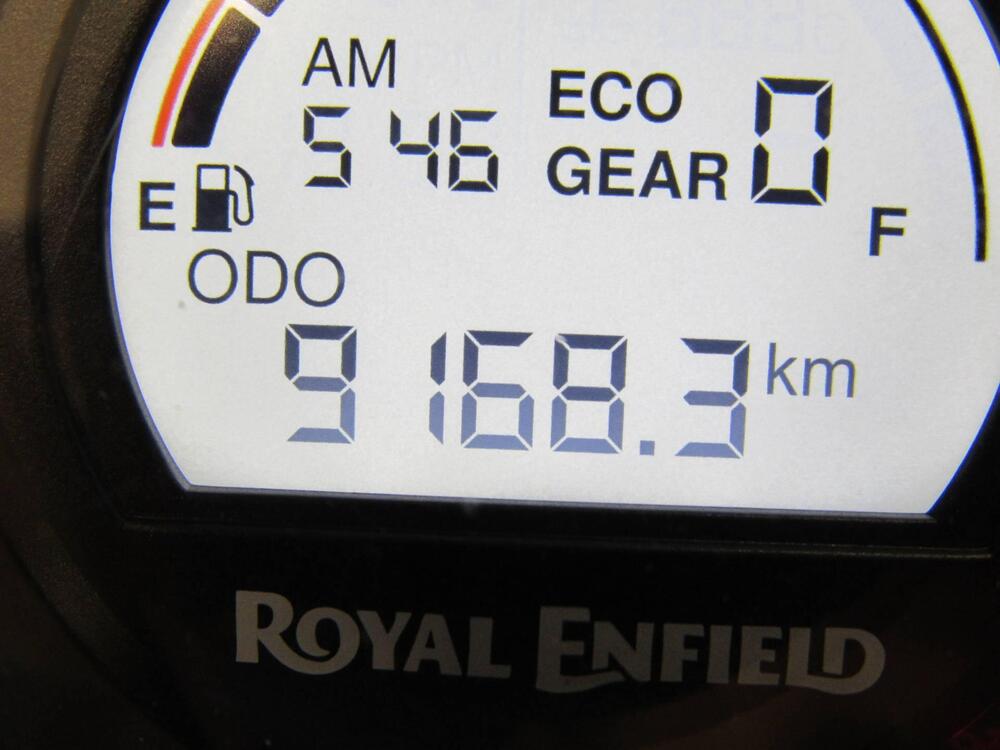 AM
5 46
ECO
GEAR 0
E
F
ODO
9168.3 km
ROYAL ENFIELD